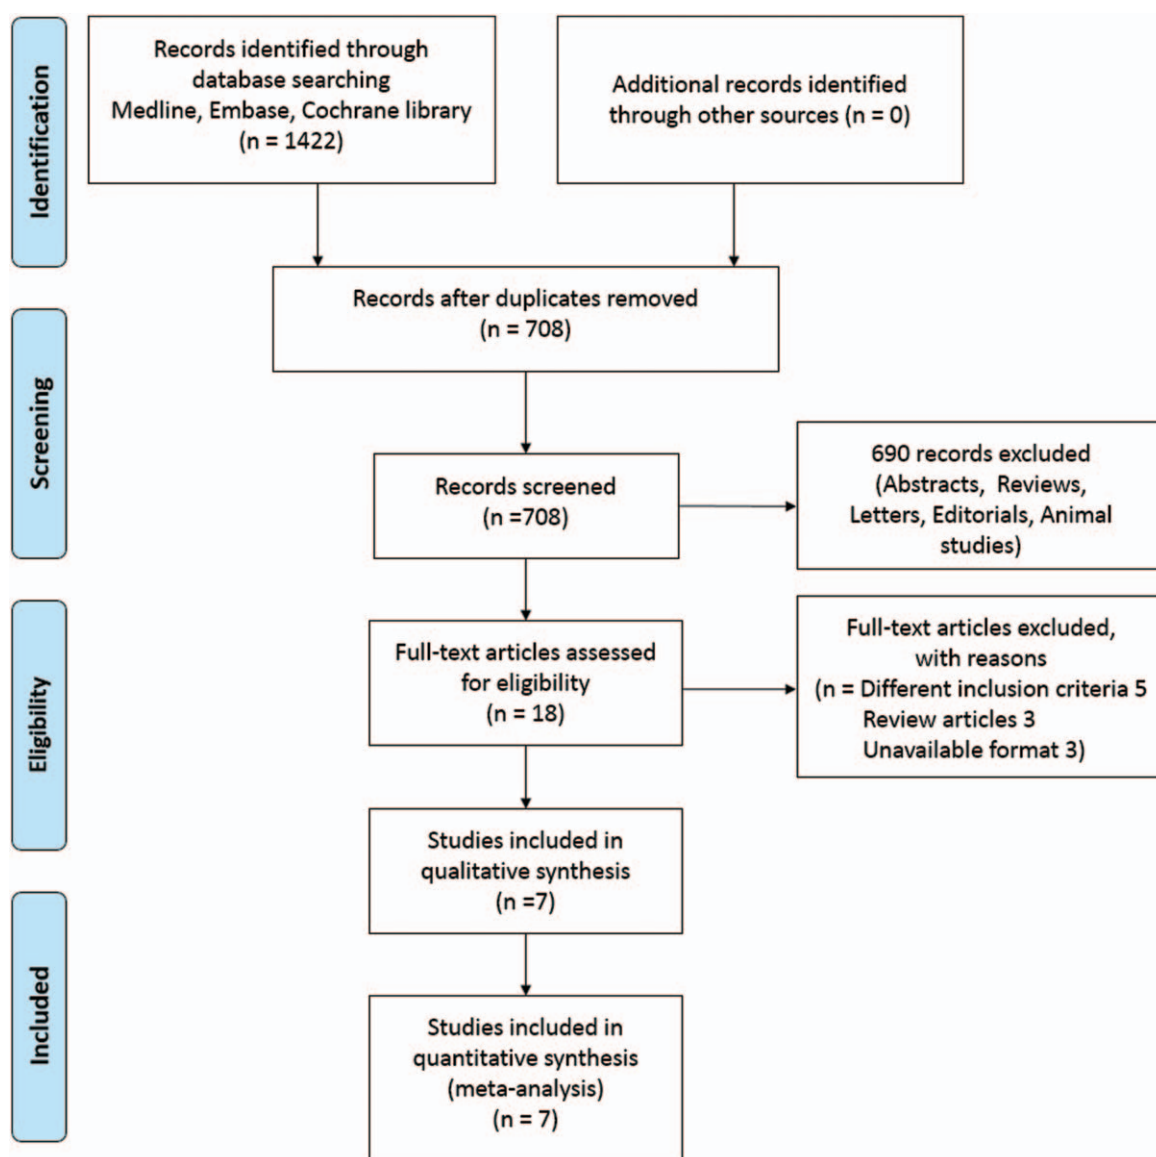 Identification
Records identified through
database searching
Medline, Embase, Cochrane library
(n = 1422)
Additional records identified
through other sources (n = 0)
Records after duplicates removed
(n = 708)
Screening
Records screened
(n =708)
690 records excluded
(Abstracts, Reviews,
Letters, Editorials, Animal
studies)
Eligibility
Full-text articles assessed
for eligibility
(n = 18)
Full-text articles excluded,
with reasons
(n = Different inclusion criteria 5
Review articles 3
Unavailable format 3)
Studies included in
qualitative synthesis
(n =7)
Included
Studies included in
quantitative synthesis
(meta-analysis)
(n = 7)